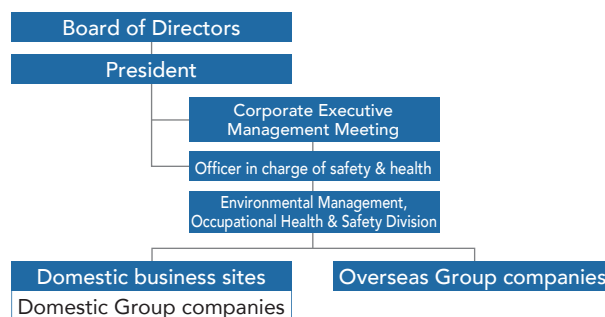 Board of Directors
President
Corporate Executive
Management Meeting
Officer in charge of safety & health
Environmental Management,
Occupational Health & Safety Division
Domestic business sites
Overseas Group companies
Domestic Group companies